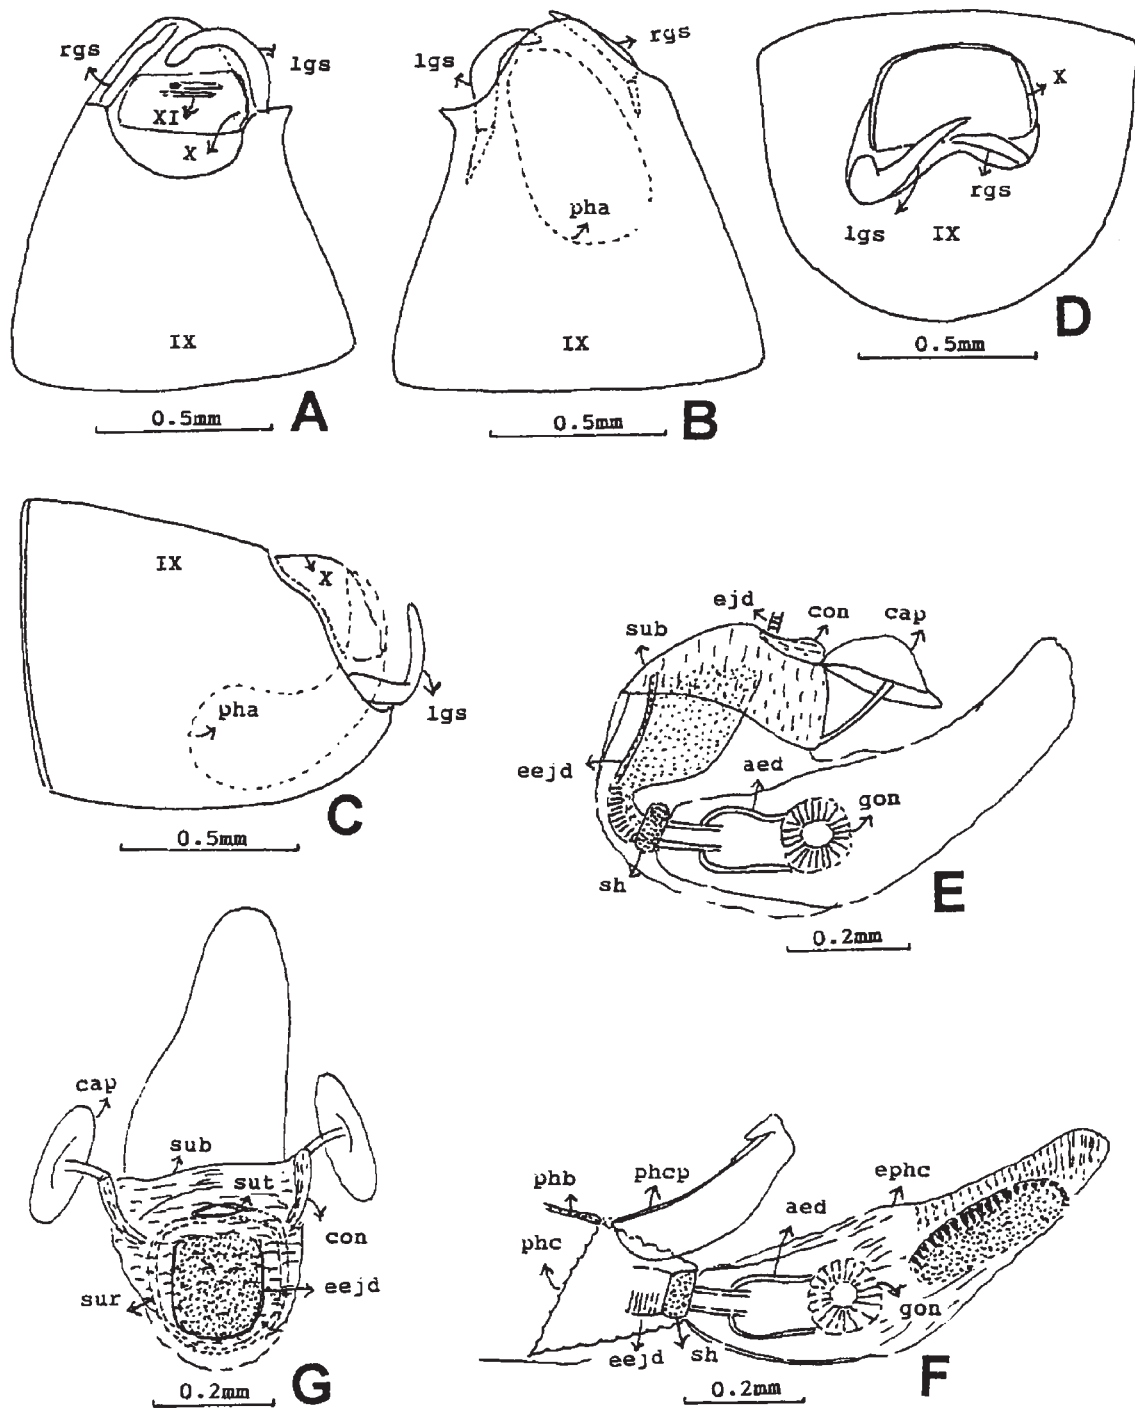 rgs
lgs
XI
X
IX
0.5mm
A
lgs
rgs
pha
IX
0.5mm
B
X
rgs
lgs
IX
D
0.5mm
IX
X
pha
lgs
C
0.5mm
ejd
con
cap
sub
eejd
aed
gon
sh
E
0.2mm
cap
sub
sut
con
sur
eejd
G
0.2mm
phb
phcp
ephc
aed
phc
gon
eejd
sh
F
0.2mm